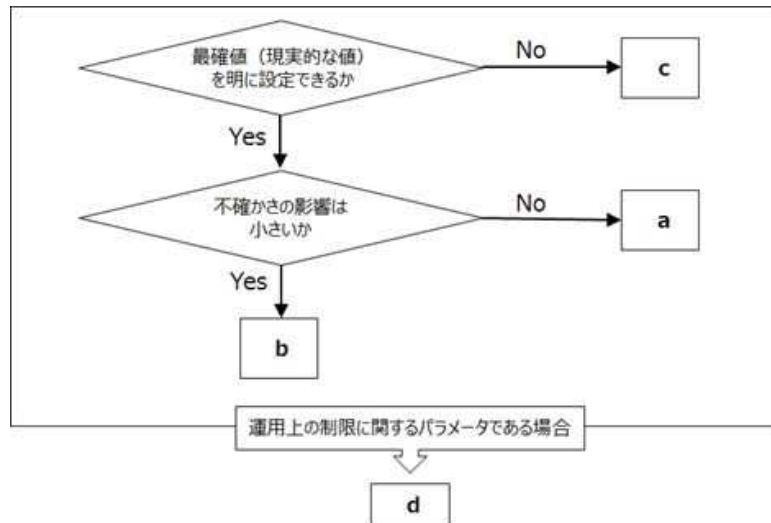 最確値（現実的な値）
を明に設定できるか
No
c
Yes
不確かさの影響は
小さいか
No
a
Yes
b
運用上の制限に関するパラメータである場合
d